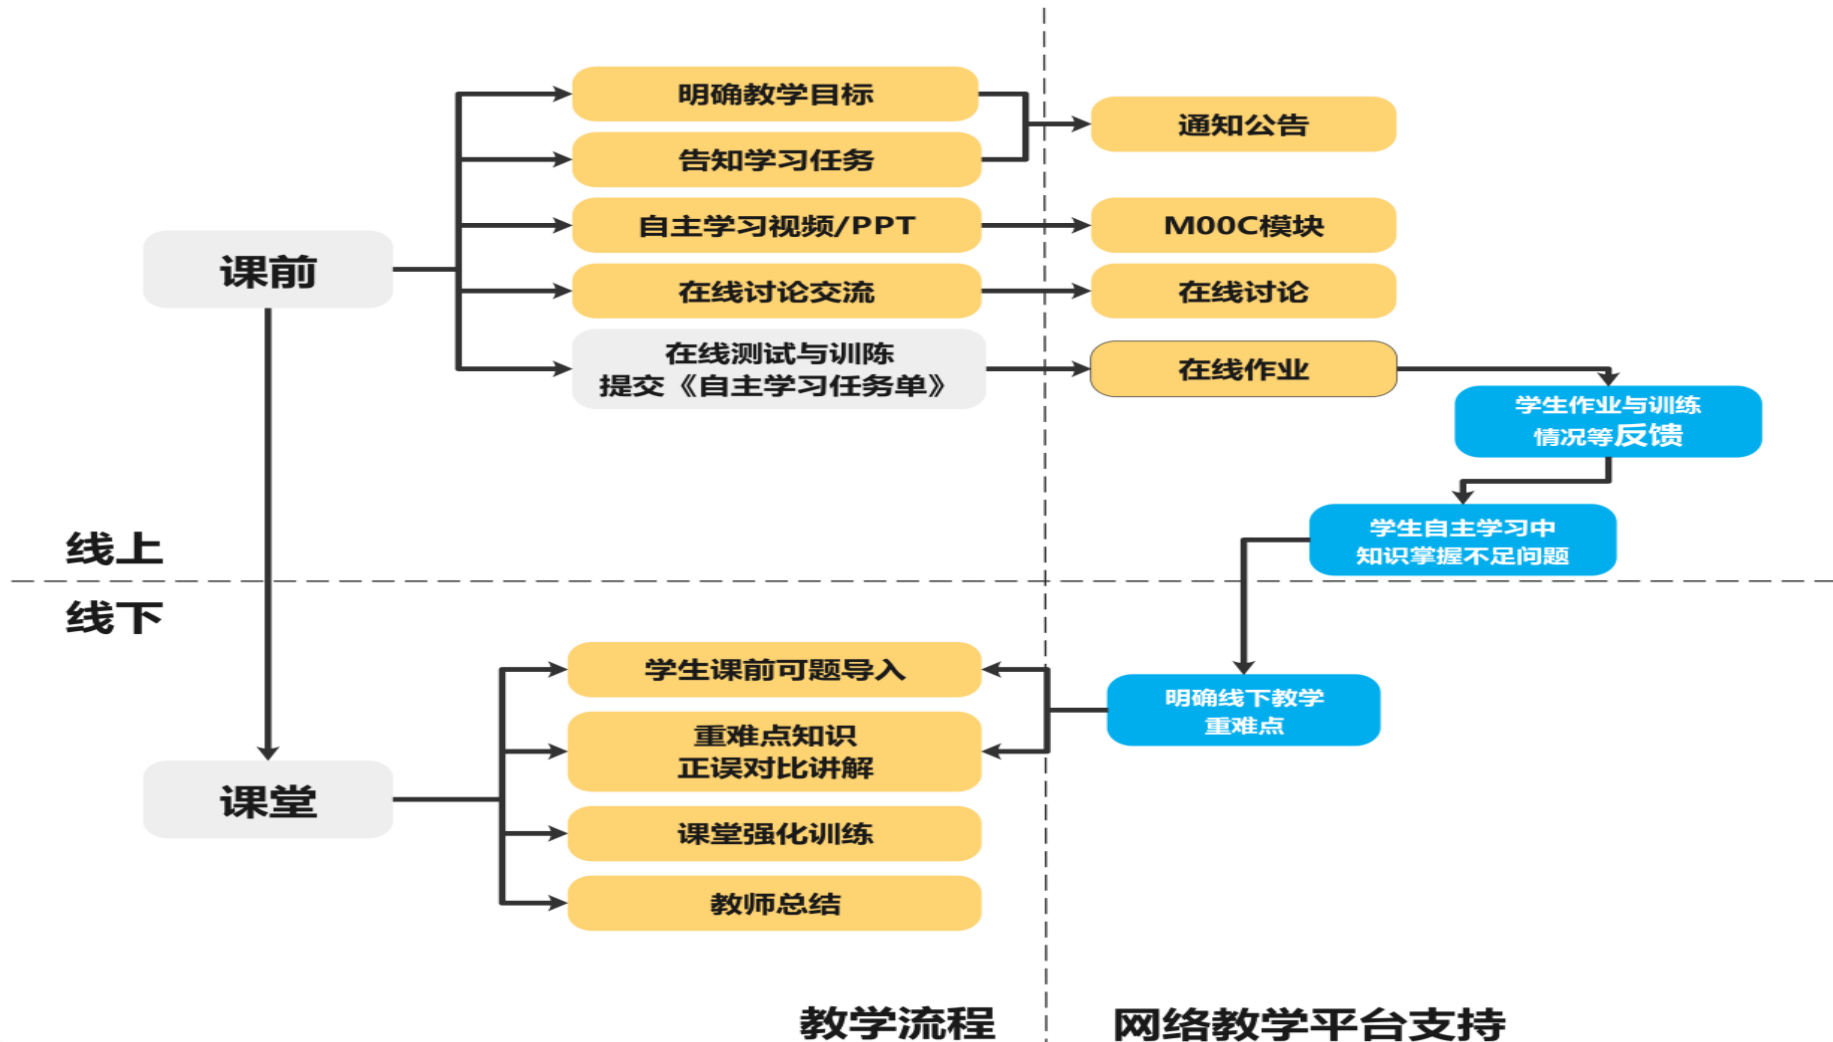 明确教学目标
通知公告
告知学习任务
自主学习视频/PPT
M00C模块
课前
在线讨论交流
在线讨论
在线测试与训陈
提交《自主学习任务单》
在线作业
学生作业与训练
情况等反馈
学生自主学习中
知识掌握不足问题
线上
线下
学生课前可题导入
明确线下教学
重难点
重难点知识
正误对比讲解
课堂
课堂强化训练
教师总结
教学流程
网络教学平台支持